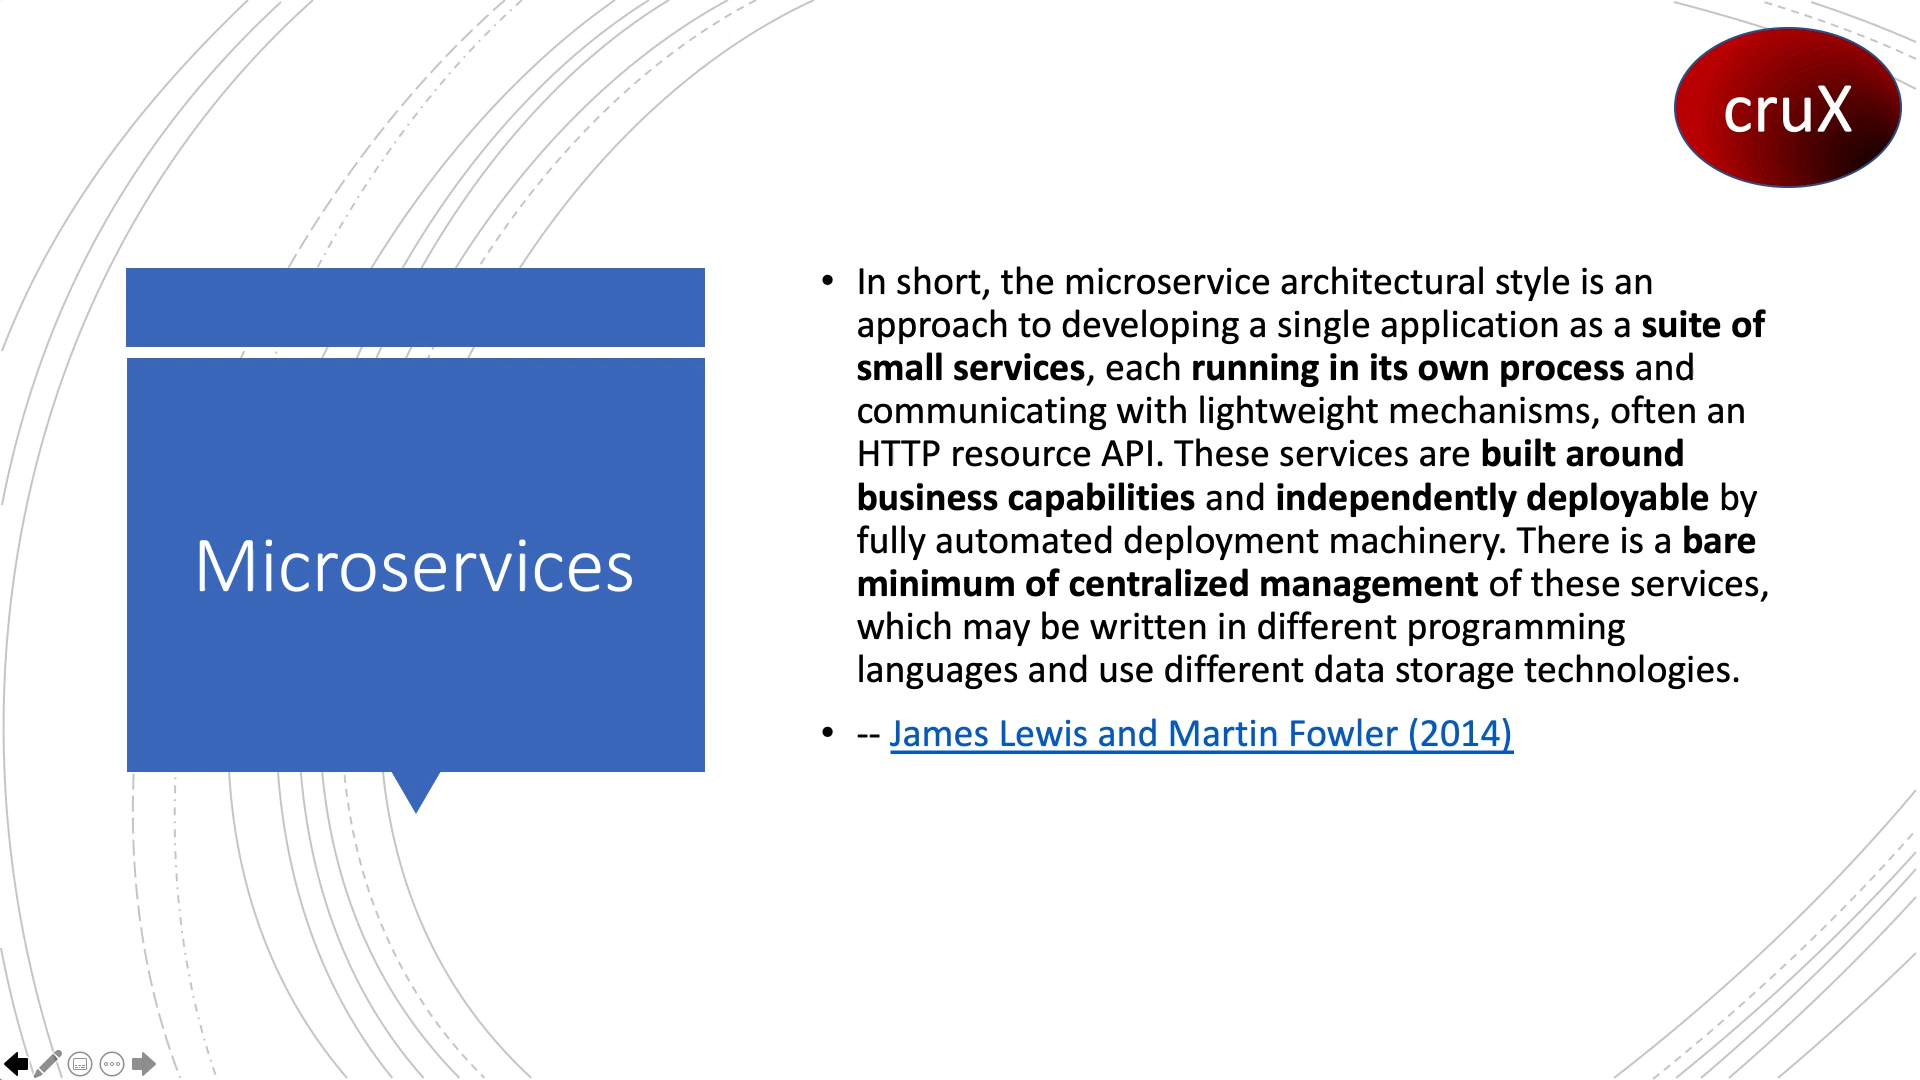 cruX
Microservices
• In short, the microservice architectural style is an
approach to developing a single application as a suite of
small services, each running in its own process and
communicating with lightweight mechanisms, often an
HTTP resource API. These services are built around
business capabilities and independently deployable by
fully automated deployment machinery. There is a bare
minimum of centralized management of these services,
which may be written in different programming
languages and use different data storage technologies.
• -- James Lewis and Martin Fowler (2014)